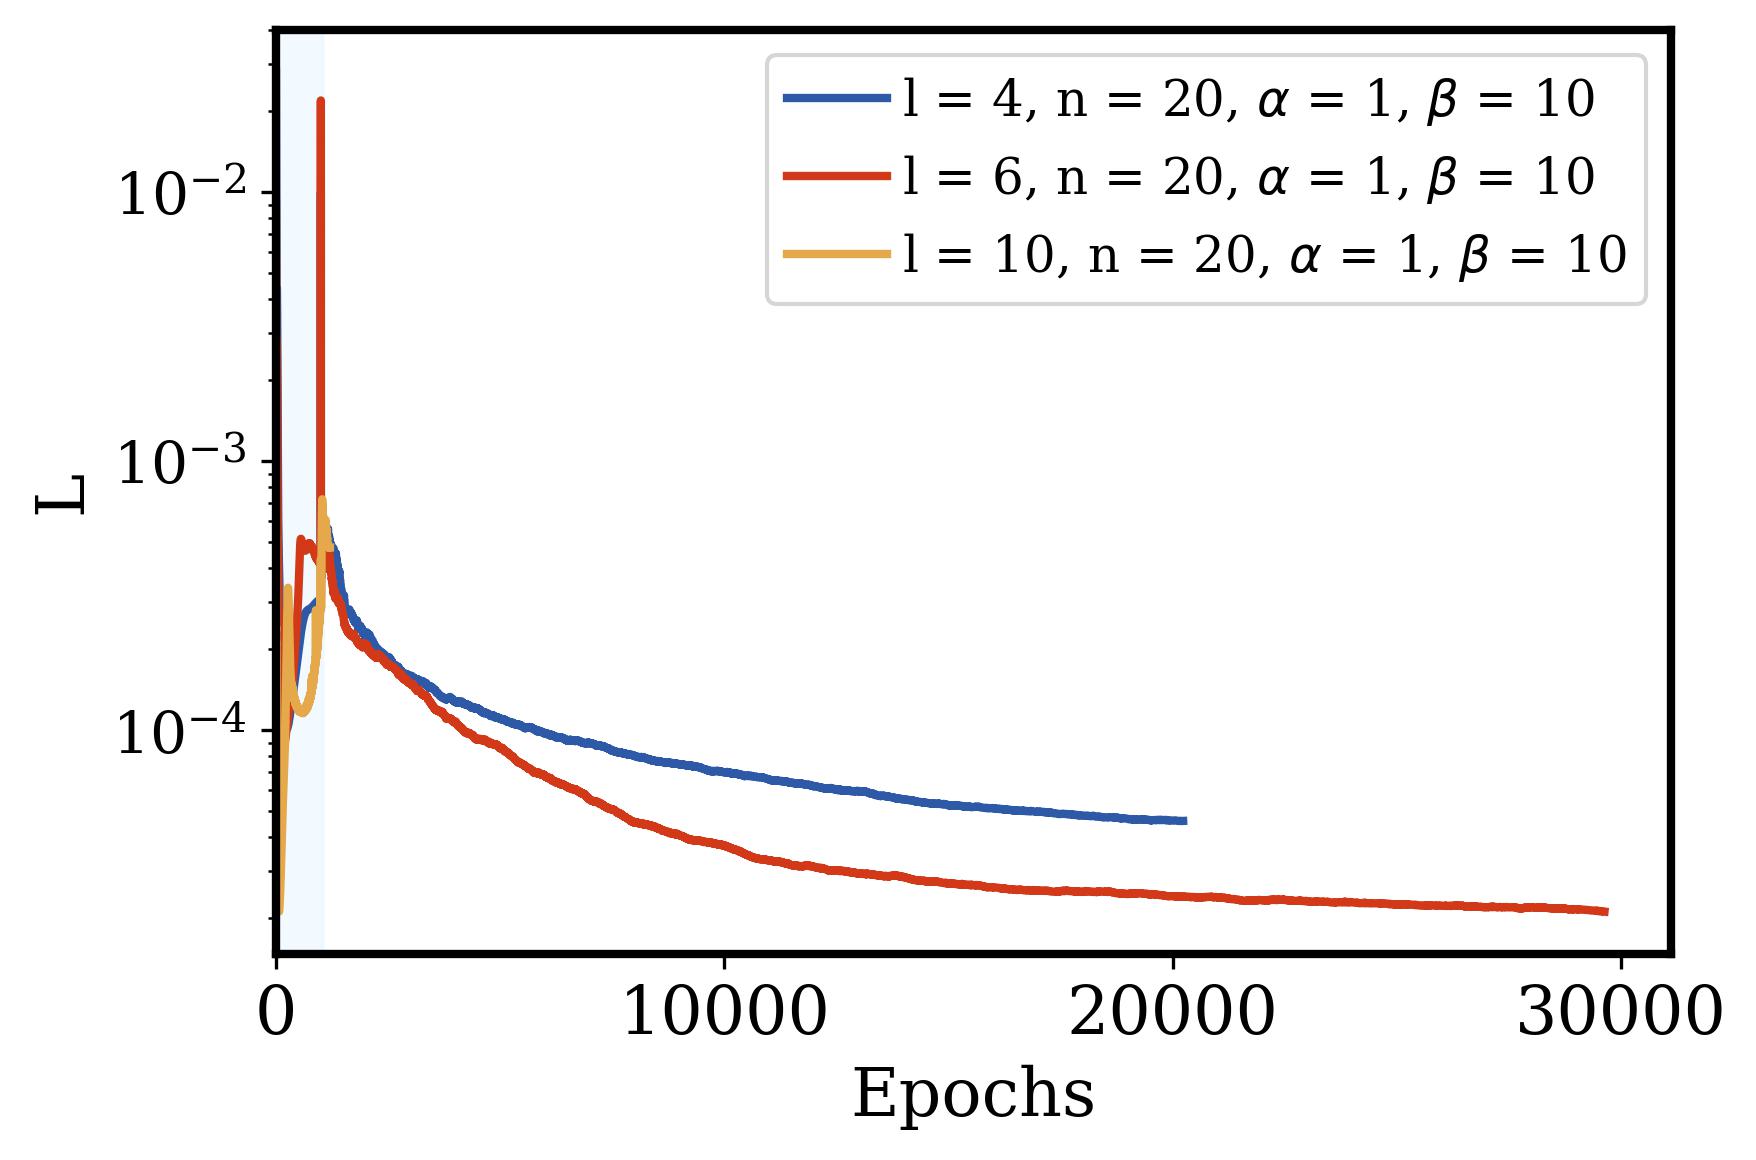 l = 4, n = 20, α = 1, β = 10
l = 6, n = 20, α = 1, β = 10
l = 10, n = 20, α = 1, β = 10
10⁻²
10⁻³
10⁻⁴
L
0 10000 20000 30000
Epochs